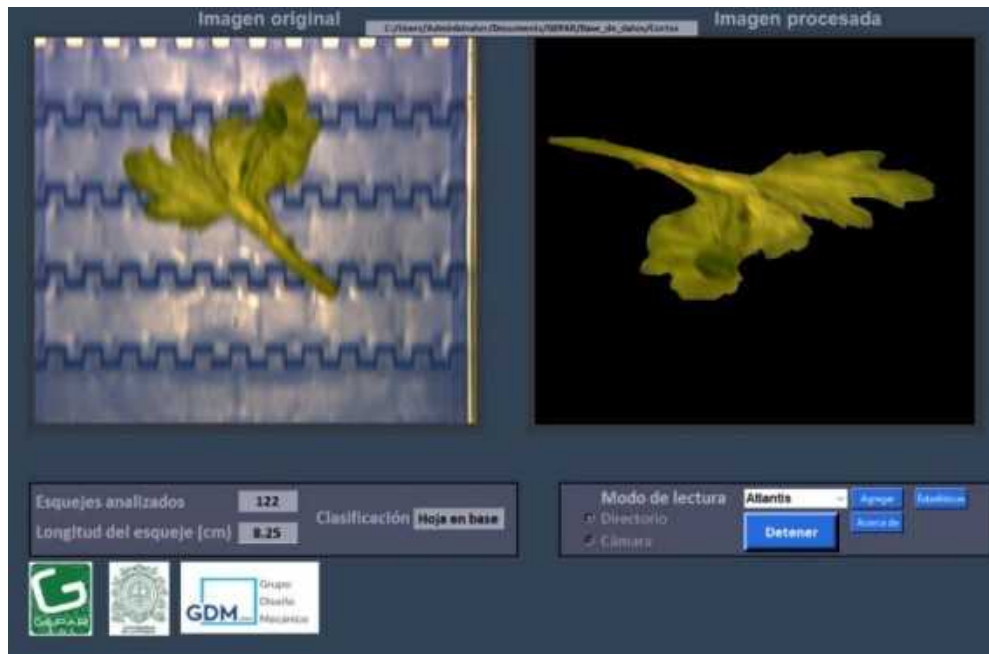 Imagen original
Imagen procesada
Esquejes analizados 122
Longitud del esqueje [cm] 8.25
Clasificación Hoja en base
Modo de lectura Atlantis
Agregar
Estadísticas
Directorio
Cámara
Detener
Acerca de
GEPAR
GDM
Grupo
Diseño
Mecánico